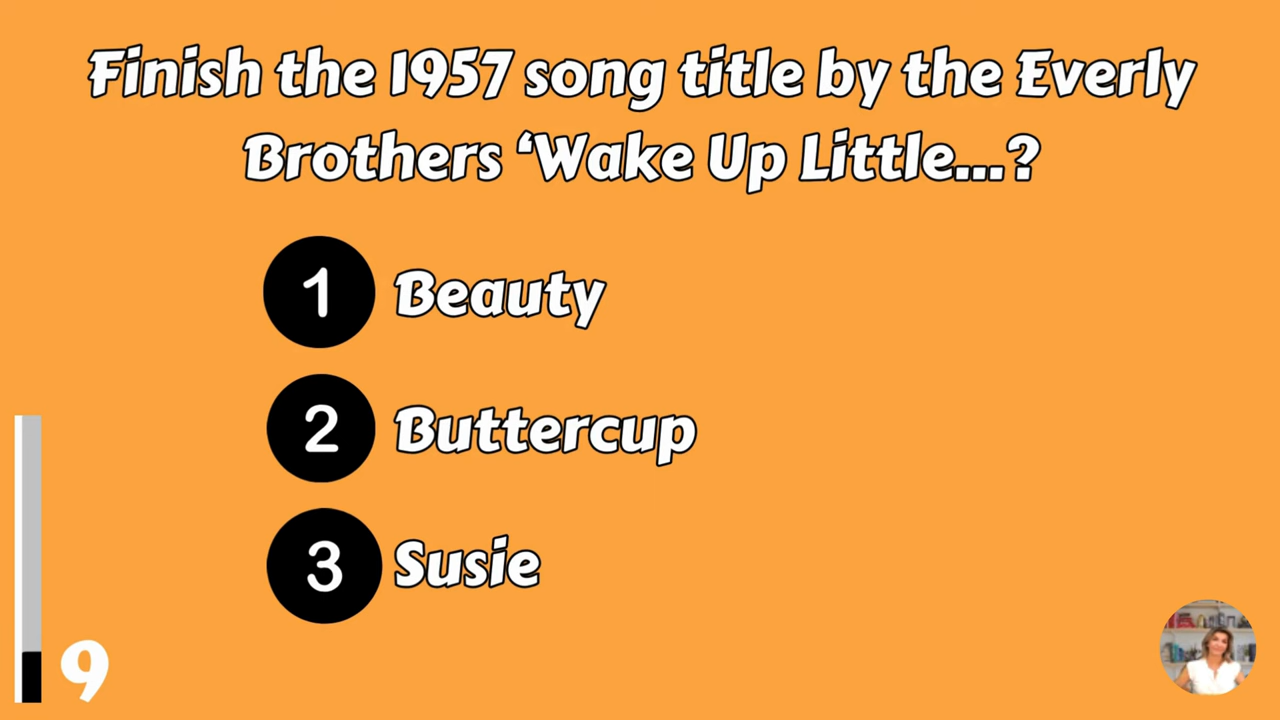 Finish the 1957 song title by the Everly
Brothers ‘Wake Up Little...?
1 Beauty
2 Buttercup
3 Susie
9